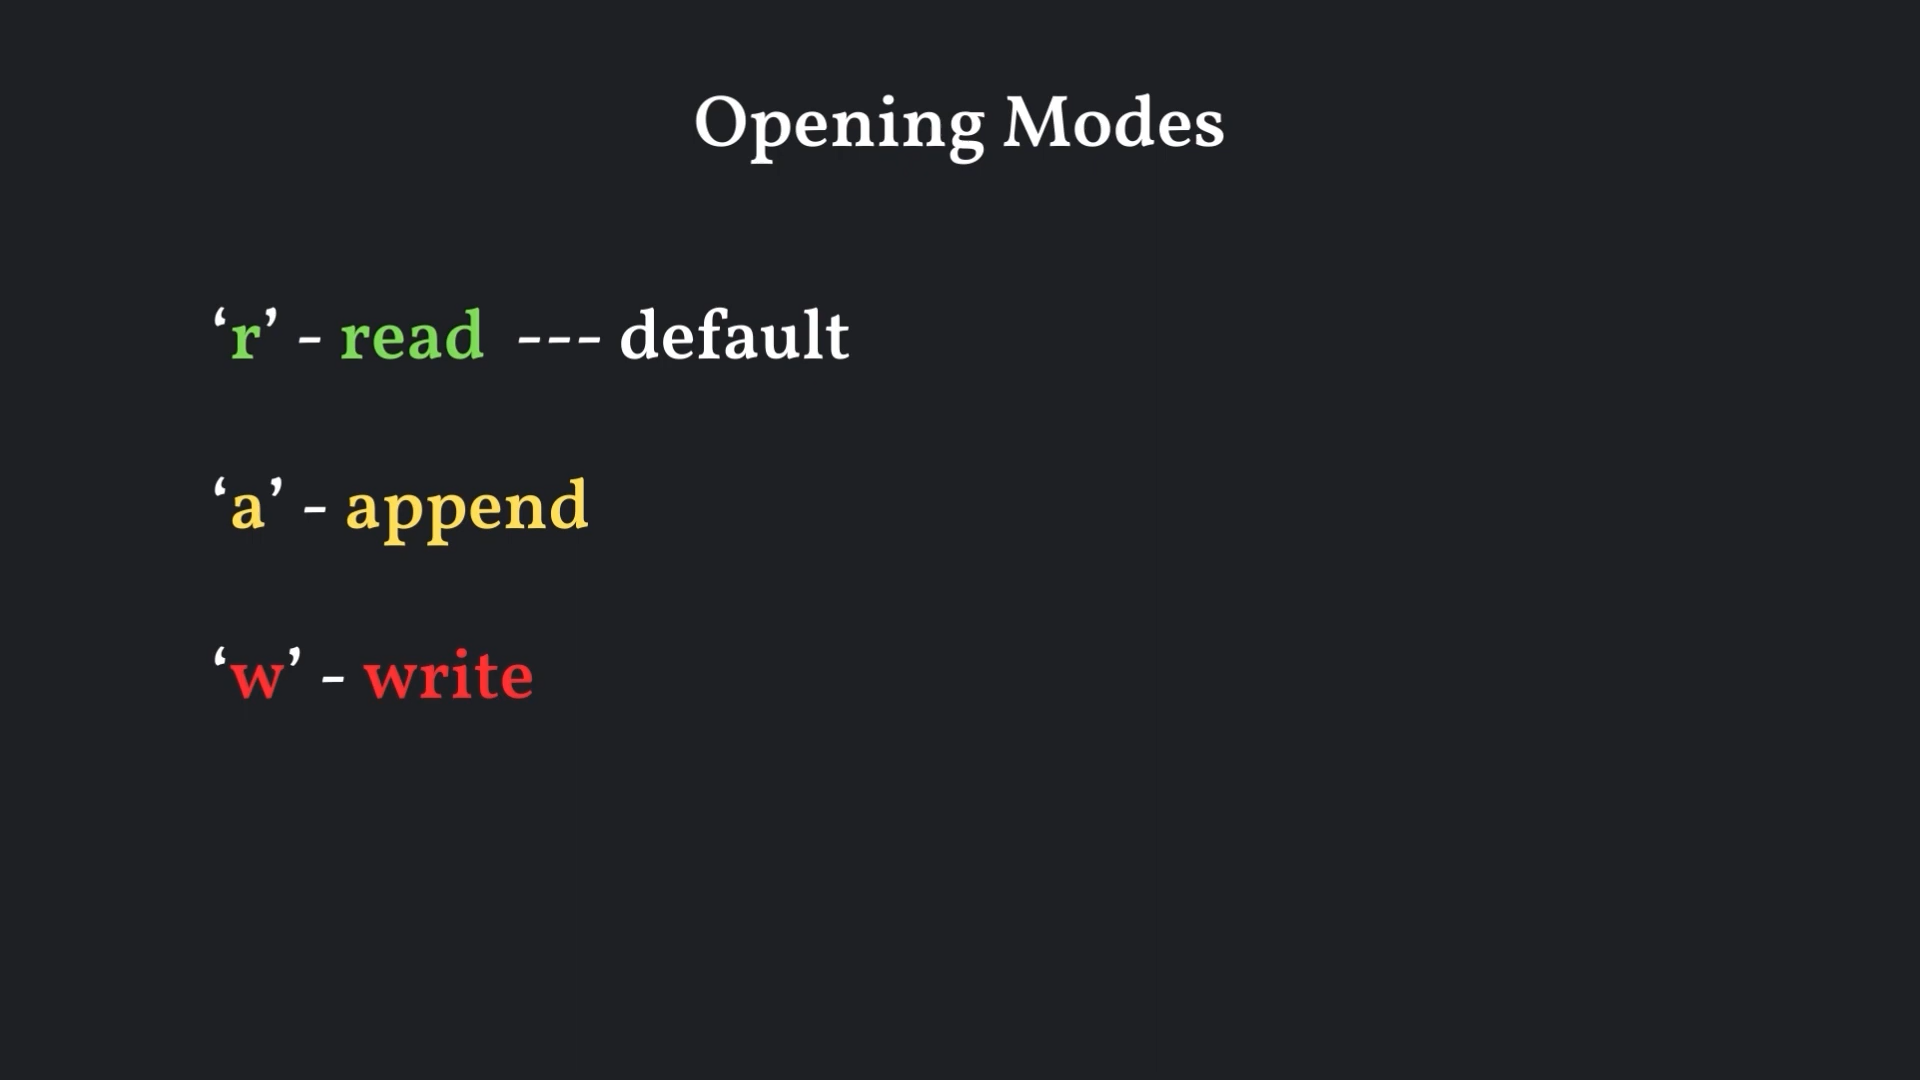 Opening Modes
‘r’ - read --- default
‘a’ - append
‘w’ - write